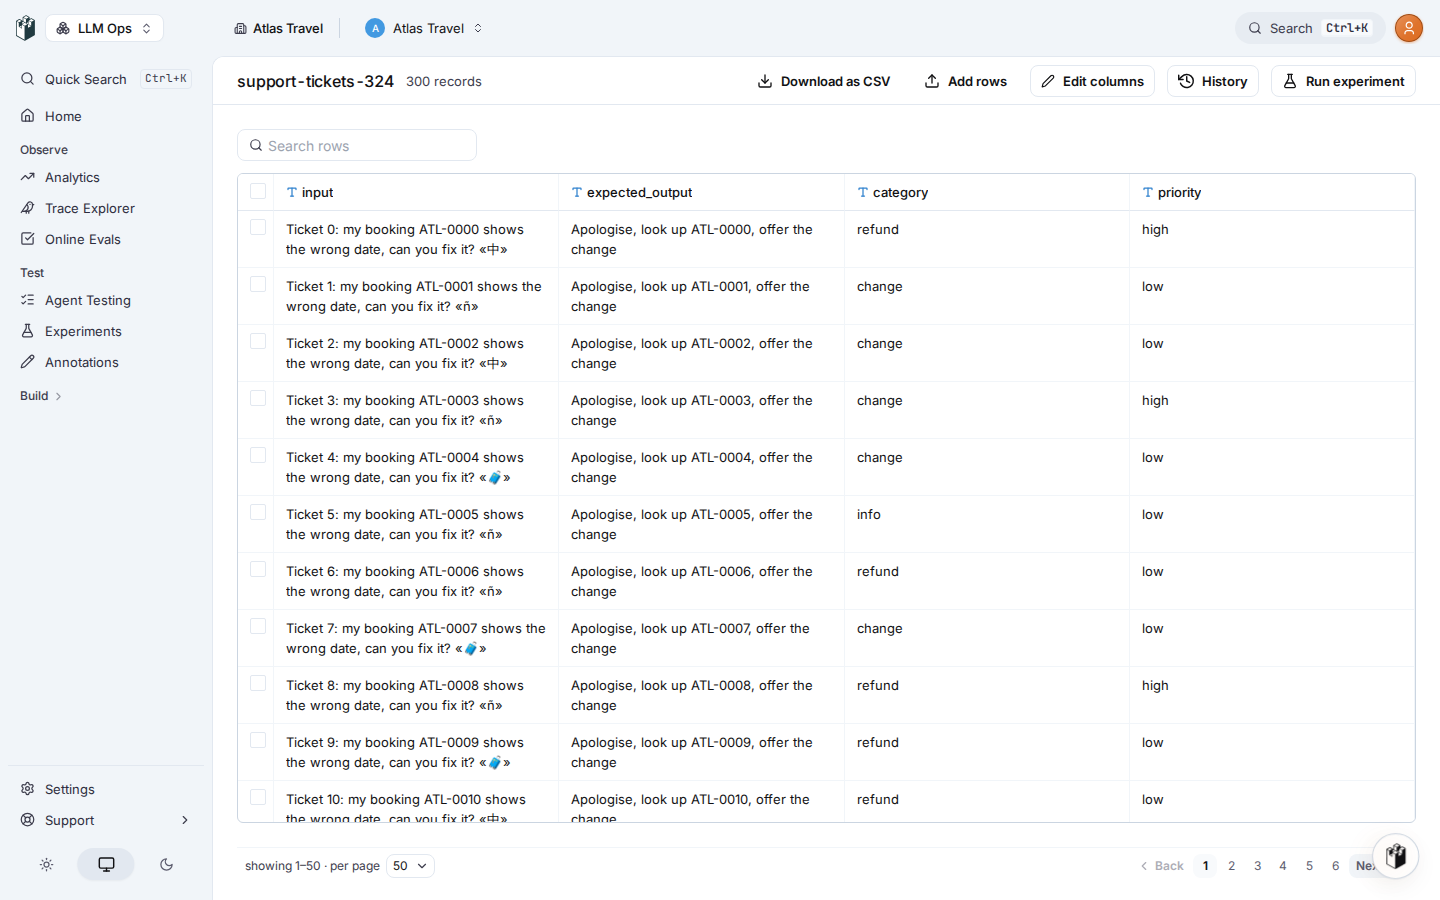 LLM Ops
Atlas Travel
A Atlas Travel
Search Ctrl+K
Quick Search Ctrl+K
Home
Observe
Analytics
Trace Explorer
Online Evals
Test
Agent Testing
Experiments
Annotations
Build
Settings
Support
support-tickets-324 300 records
Download as CSV
Add rows
Edit columns
History
Run experiment
Search rows
input expected_output category priority
Ticket 0: my booking ATL-0000 shows the wrong date, can you fix it? «中» Apologise, look up ATL-0000, offer the change refund high
Ticket 1: my booking ATL-0001 shows the wrong date, can you fix it? «ñ» Apologise, look up ATL-0001, offer the change change low
Ticket 2: my booking ATL-0002 shows the wrong date, can you fix it? «中» Apologise, look up ATL-0002, offer the change change low
Ticket 3: my booking ATL-0003 shows the wrong date, can you fix it? «ñ» Apologise, look up ATL-0003, offer the change change high
Ticket 4: my booking ATL-0004 shows the wrong date, can you fix it? «🧳» Apologise, look up ATL-0004, offer the change change low
Ticket 5: my booking ATL-0005 shows the wrong date, can you fix it? «ñ» Apologise, look up ATL-0005, offer the change info low
Ticket 6: my booking ATL-0006 shows the wrong date, can you fix it? «ñ» Apologise, look up ATL-0006, offer the change refund low
Ticket 7: my booking ATL-0007 shows the wrong date, can you fix it? «🧳» Apologise, look up ATL-0007, offer the change change low
Ticket 8: my booking ATL-0008 shows the wrong date, can you fix it? «ñ» Apologise, look up ATL-0008, offer the change refund high
Ticket 9: my booking ATL-0009 shows the wrong date, can you fix it? «🧳» Apologise, look up ATL-0009, offer the change refund low
Ticket 10: my booking ATL-0010 shows the wrong date, can you fix it? «中» Apologise, look up ATL-0010, offer the change refund low
showing 1–50 · per page 50
Back 1 2 3 4 5 6